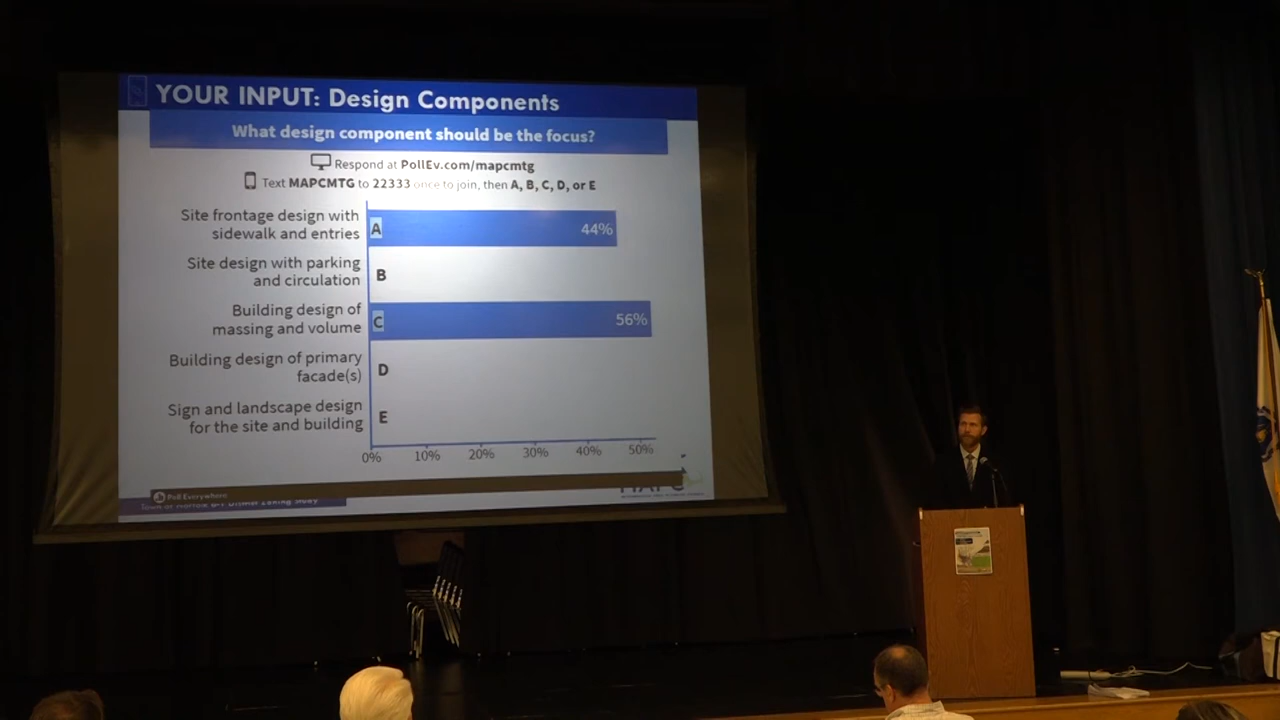 YOUR INPUT: Design Components
What design component should be the focus?
Respond at PollEv.com/mapcmtg
Text MAPCMTG to 22333 once to join, then A, B, C, D, or E
Site frontage design with
sidewalk and entries
A
44%
Site design with parking
and circulation
B
Building design of
massing and volume
C
56%
Building design of primary
facade(s)
D
Sign and landscape design
for the site and building
E
0% 10% 20% 30% 40% 50%
Poll Everywhere
Town of Norfolk